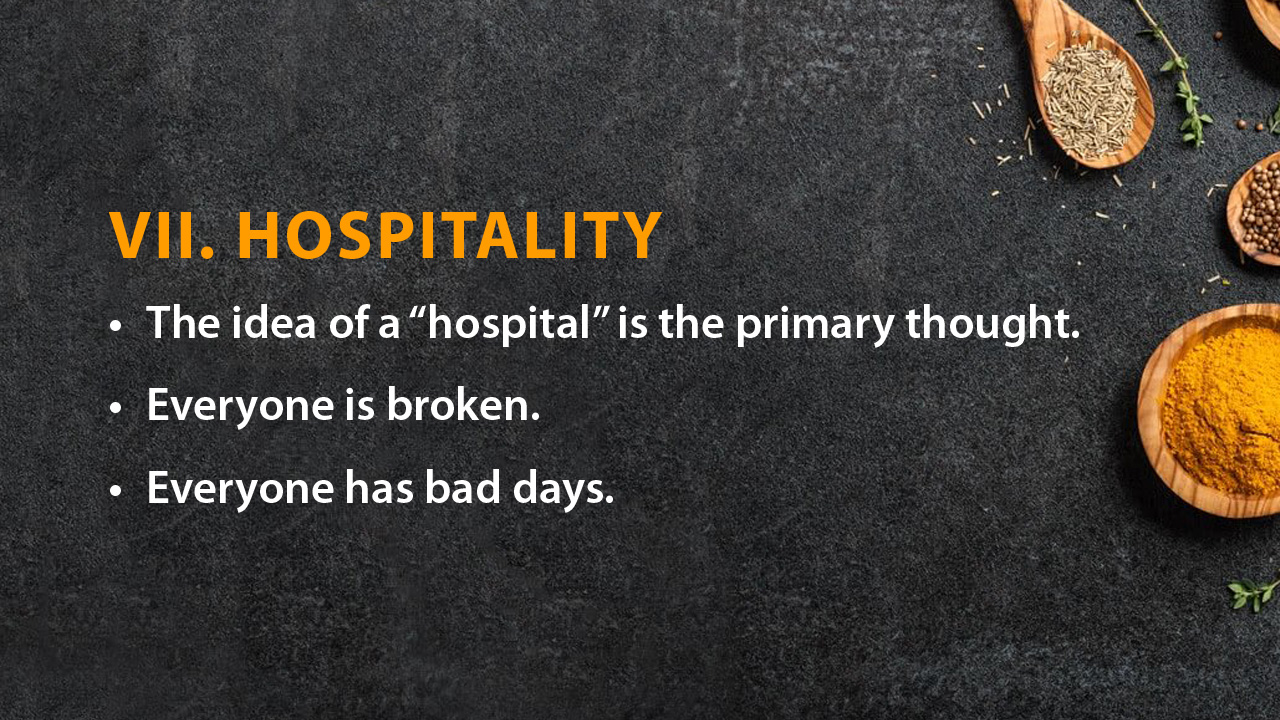 VII. HOSPITALITY
• The idea of a “hospital” is the primary thought.
• Everyone is broken.
• Everyone has bad days.